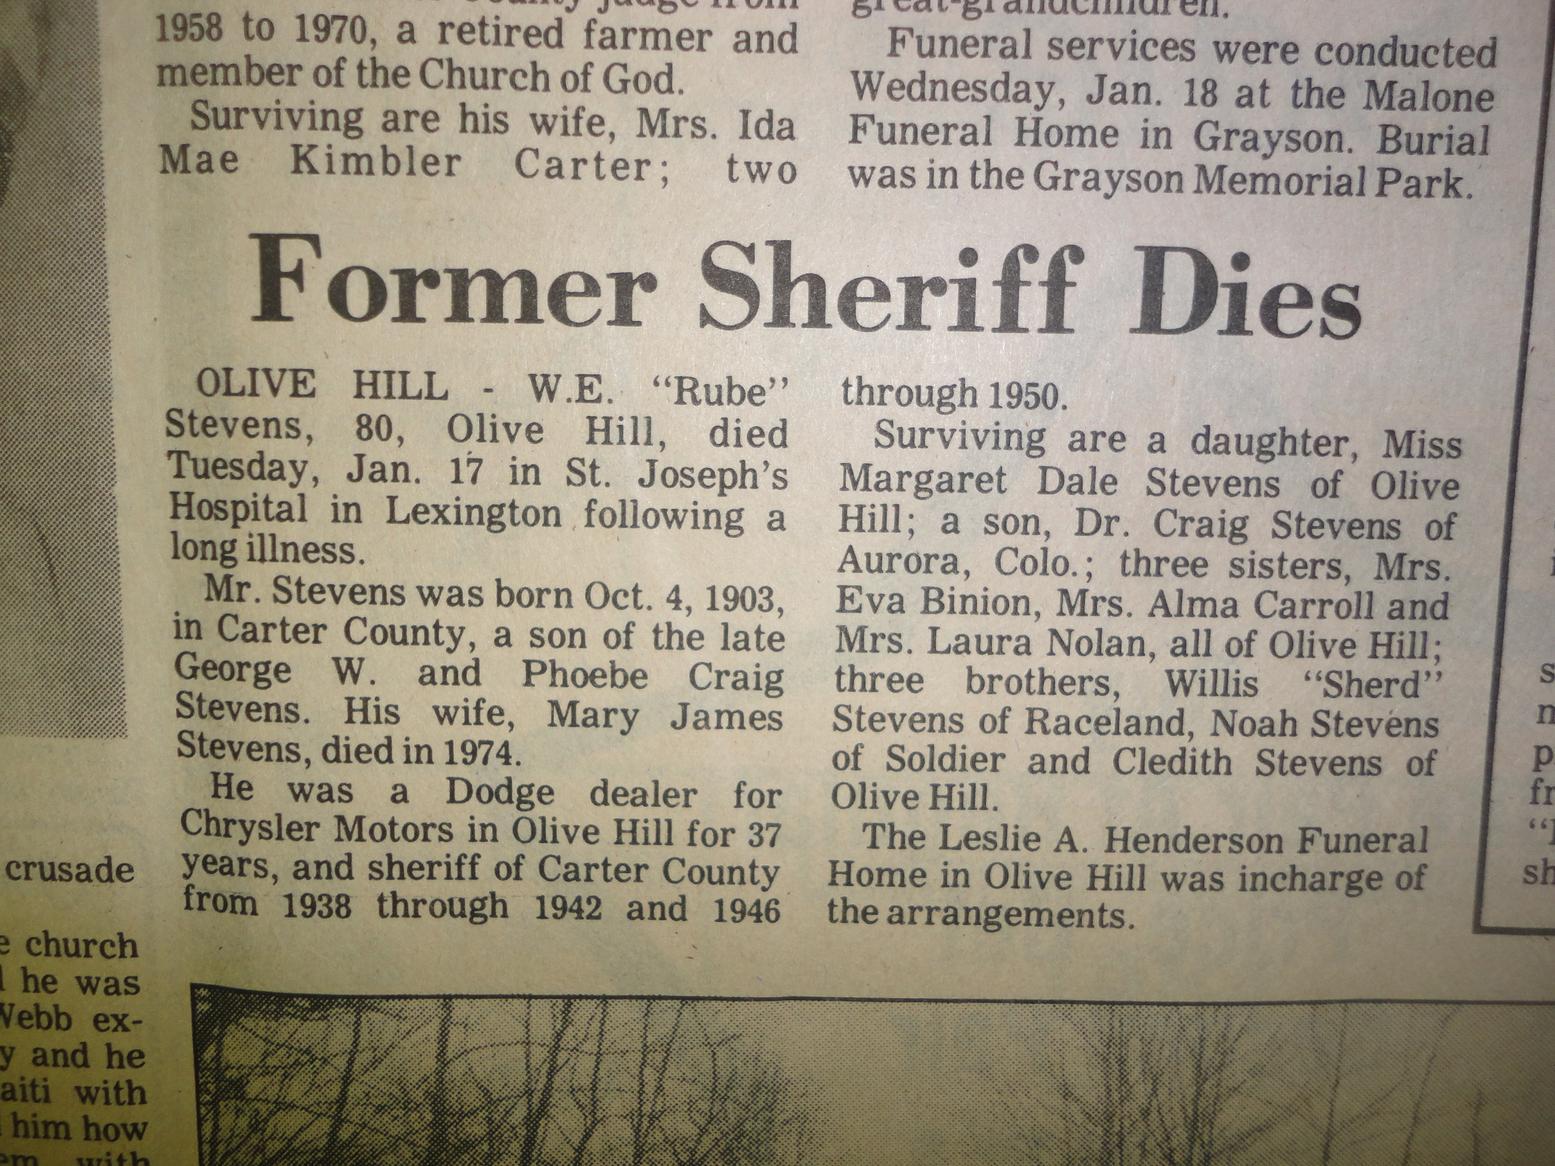 county judge from
1958 to 1970, a retired farmer and
member of the Church of God.
Surviving are his wife, Mrs. Ida
Mae Kimbler Carter; two
great-grandchildren.
Funeral services were conducted
Wednesday, Jan. 18 at the Malone
Funeral Home in Grayson. Burial
was in the Grayson Memorial Park.
Former Sheriff Dies
OLIVE HILL - W.E. “Rube”
Stevens, 80, Olive Hill, died
Tuesday, Jan. 17 in St. Joseph’s
Hospital in Lexington following a
long illness.
Mr. Stevens was born Oct. 4, 1903,
in Carter County, a son of the late
George W. and Phoebe Craig
Stevens. His wife, Mary James
Stevens, died in 1974.
He was a Dodge dealer for
Chrysler Motors in Olive Hill for 37
years, and sheriff of Carter County
from 1938 through 1942 and 1946
through 1950.
Surviving are a daughter, Miss
Margaret Dale Stevens of Olive
Hill; a son, Dr. Craig Stevens of
Aurora, Colo.; three sisters, Mrs.
Eva Binion, Mrs. Alma Carroll and
Mrs. Laura Nolan, all of Olive Hill;
three brothers, Willis “Sherd”
Stevens of Raceland, Noah Stevens
of Soldier and Cledith Stevens of
Olive Hill.
The Leslie A. Henderson Funeral
Home in Olive Hill was incharge of
the arrangements.
crusade
church
he was
Webb ex-
y and he
aiti with
him how
with